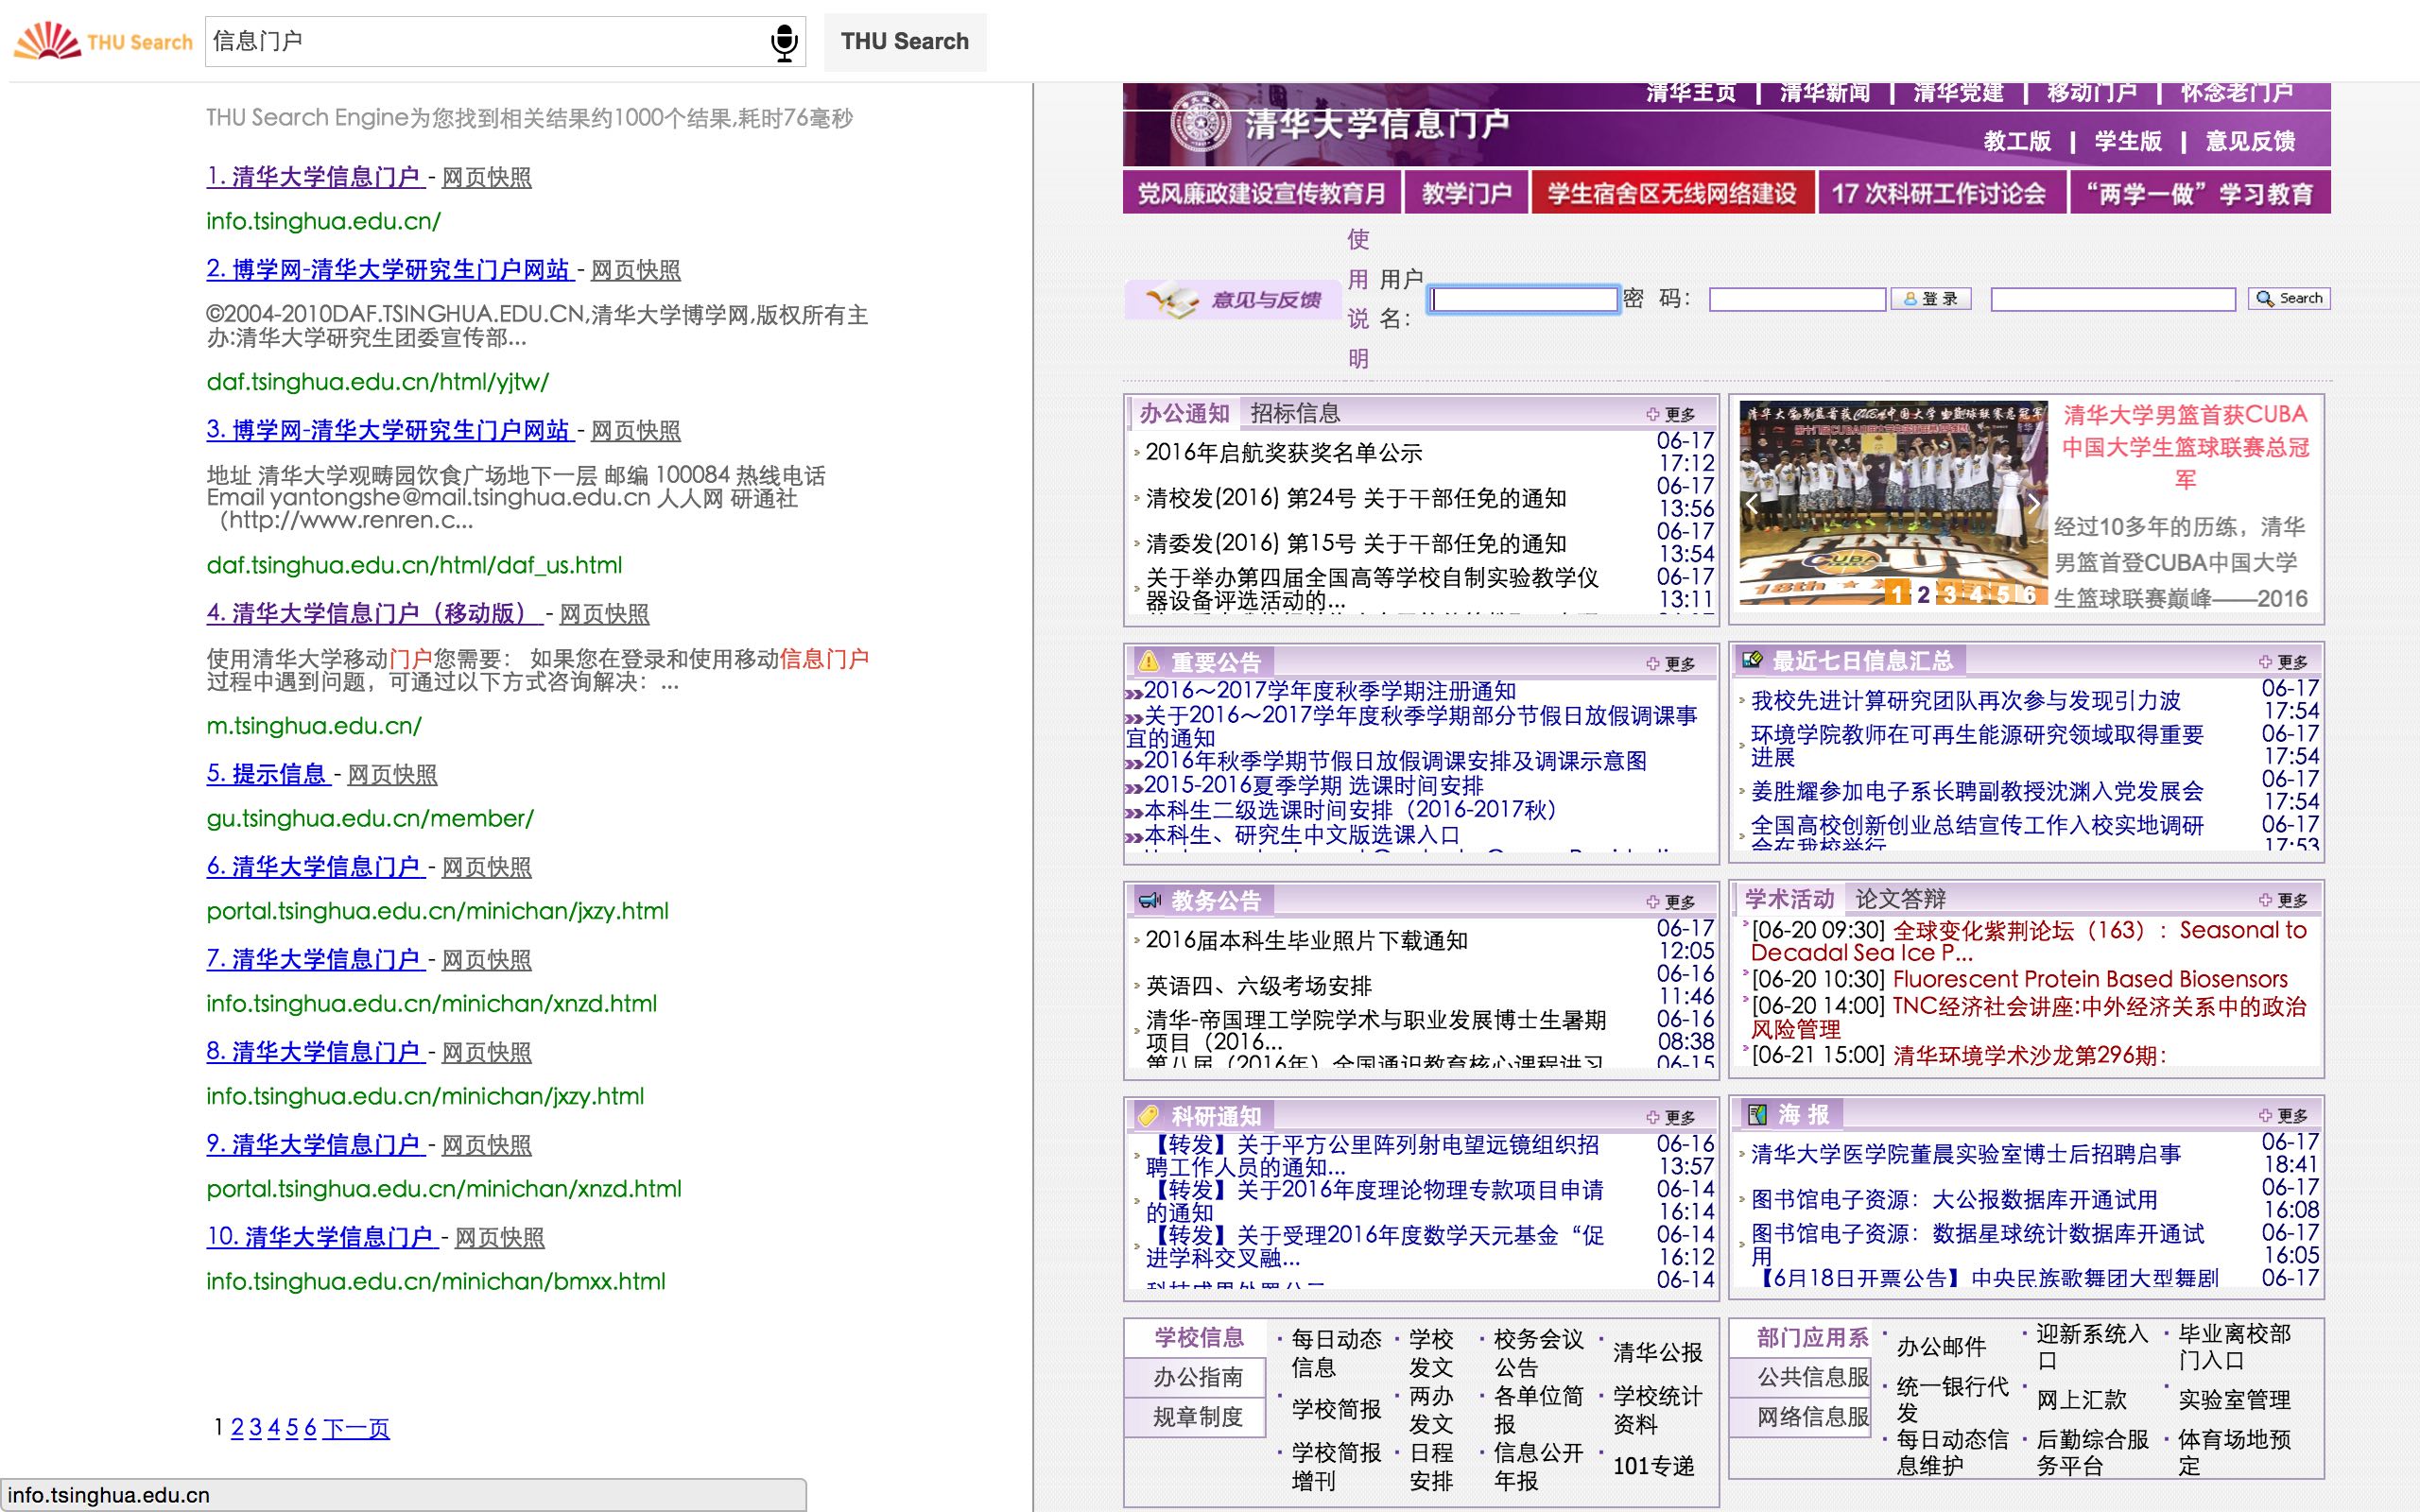 THU Search
信息门户
THU Search
THU Search Engine为您找到相关结果约1000个结果,耗时76毫秒
1. 清华大学信息门户 - 网页快照
info.tsinghua.edu.cn/
2. 博学网-清华大学研究生门户网站 - 网页快照
©2004-2010DAF.TSINGHUA.EDU.CN,清华大学博学网,版权所有主
办:清华大学研究生团委宣传部...
daf.tsinghua.edu.cn/html/yjtw/
3. 博学网-清华大学研究生门户网站 - 网页快照
地址 清华大学观畴园饮食广场地下一层 邮编 100084 热线电话
Email yantongshe@mail.tsinghua.edu.cn 人人网 研通社
（http://www.renren.c...
daf.tsinghua.edu.cn/html/daf_us.html
4. 清华大学信息门户（移动版） - 网页快照
使用清华大学移动门户您需要： 如果您在登录和使用移动信息门户
过程中遇到问题，可通过以下方式咨询解决：...
m.tsinghua.edu.cn/
5. 提示信息 - 网页快照
gu.tsinghua.edu.cn/member/
6. 清华大学信息门户 - 网页快照
portal.tsinghua.edu.cn/minichan/jxzy.html
7. 清华大学信息门户 - 网页快照
info.tsinghua.edu.cn/minichan/xnzd.html
8. 清华大学信息门户 - 网页快照
info.tsinghua.edu.cn/minichan/jxzy.html
9. 清华大学信息门户 - 网页快照
portal.tsinghua.edu.cn/minichan/xnzd.html
10. 清华大学信息门户 - 网页快照
info.tsinghua.edu.cn/minichan/bmxx.html
1 2 3 4 5 6 下一页
info.tsinghua.edu.cn
清华主页 | 清华新闻 | 清华党建 | 移动门户 | 怀念老门户
清华大学信息门户
教工版 | 学生版 | 意见反馈
党风廉政建设宣传教育月 教学门户 学生宿舍区无线网络建设 17 次科研工作讨论会 “两学一做”学习教育
意见与反馈
使
用
说
明
用户
名：
密 码：
登录
Search
办公通知 招标信息 更多
2016年启航奖获奖名单公示 06-17 17:12
清校发(2016) 第24号 关于干部任免的通知 06-17 13:56
清委发(2016) 第15号 关于干部任免的通知 06-17 13:54
关于举办第四届全国高等学校自制实验教学仪 06-17
器设备评选活动的... 13:11
清华大学男篮首获CUBA中国大学生篮球联赛总冠军
CUBA
18th
1 2 3 4 5 6
清华大学男篮首获CUBA
中国大学生篮球联赛总冠
军
经过10多年的历练，清华
男篮首登CUBA中国大学
生篮球联赛巅峰——2016
重要公告 更多
2016～2017学年度秋季学期注册通知
关于2016～2017学年度秋季学期部分节假日放假调课事
宜的通知
2016年秋季学期节假日放假调课安排及调课示意图
2015-2016夏季学期 选课时间安排
本科生二级选课时间安排（2016-2017秋）
本科生、研究生中文版选课入口
最近七日信息汇总 更多
我校先进计算研究团队再次参与发现引力波 06-17 17:54
环境学院教师在可再生能源研究领域取得重要 06-17
进展 17:54
姜胜耀参加电子系长聘副教授沈渊入党发展会 06-17 17:54
全国高校创新创业总结宣传工作入校实地调研 06-17
会在我校举行 17:53
教务公告 更多
2016届本科生毕业照片下载通知 06-17 12:05
英语四、六级考场安排 06-16 11:46
清华-帝国理工学院学术与职业发展博士生暑期 06-16
项目（2016... 08:38
第八届（2016年）全国通识教育核心课程讲习 06-15
学术活动 论文答辩 更多
[06-20 09:30] 全球变化紫荆论坛（163）：Seasonal to
Decadal Sea Ice P...
[06-20 10:30] Fluorescent Protein Based Biosensors
[06-20 14:00] TNC经济社会讲座:中外经济关系中的政治
风险管理
[06-21 15:00] 清华环境学术沙龙第296期：
科研通知 更多
【转发】关于平方公里阵列射电望远镜组织招 06-16
聘工作人员的通知... 13:57
【转发】关于2016年度理论物理专款项目申请 06-14
的通知 16:14
【转发】关于受理2016年度数学天元基金“促 06-14
进学科交叉融... 16:12
06-14
海 报 更多
清华大学医学院董晨实验室博士后招聘启事 06-17 18:41
图书馆电子资源：大公报数据库开通试用 06-17 16:08
图书馆电子资源：数据星球统计数据库开通试 06-17
用 16:05
【6月18日开票公告】中央民族歌舞团大型舞剧 06-17
学校信息
办公指南
规章制度
每日动态信息 学校发文 校务会议公告 清华公报
学校简报 两办发文 各单位简报 学校统计资料
学校简报增刊 日程安排 信息公开年报 101专递
部门应用系
公共信息服
网络信息服
办公邮件 迎新系统入口 毕业离校部门入口
统一银行代发 网上汇款 实验室管理
每日动态信息维护 后勤综合服务平台 体育场地预定